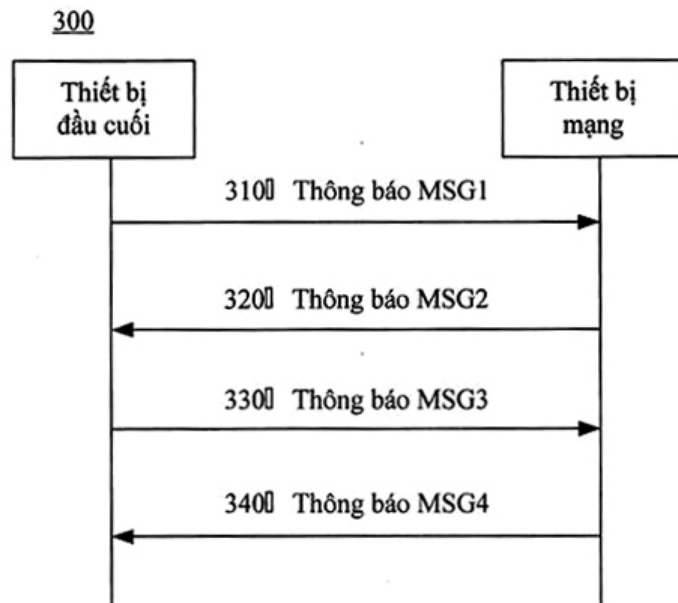 300
Thiết bị
đầu cuối
Thiết bị
mạng
310▯ Thông báo MSG1
320▯ Thông báo MSG2
330▯ Thông báo MSG3
340▯ Thông báo MSG4